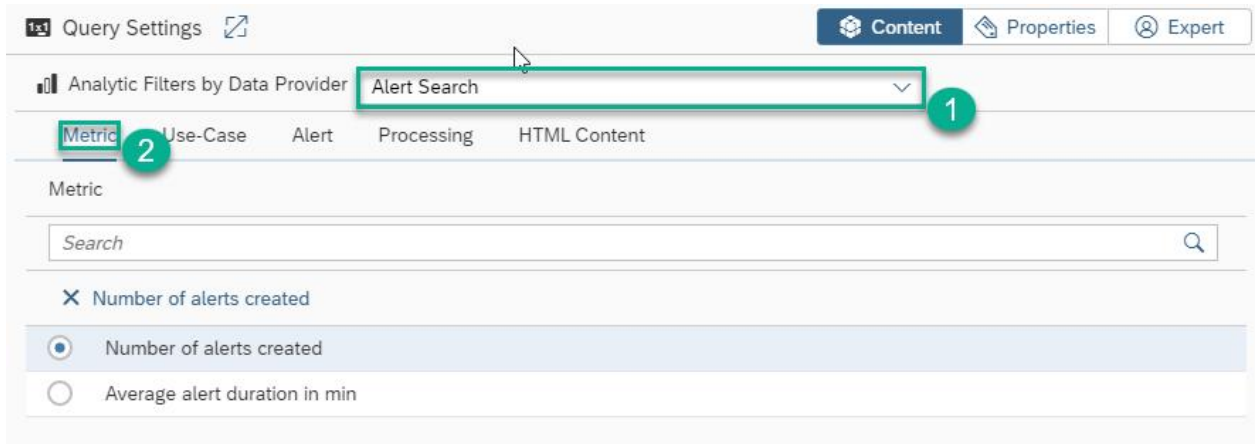 1x1 Query Settings Content Properties Expert
Analytic Filters by Data Provider Alert Search 1
Metric 2 Use-Case Alert Processing HTML Content
Metric
Search
Number of alerts created
Number of alerts created
Average alert duration in min